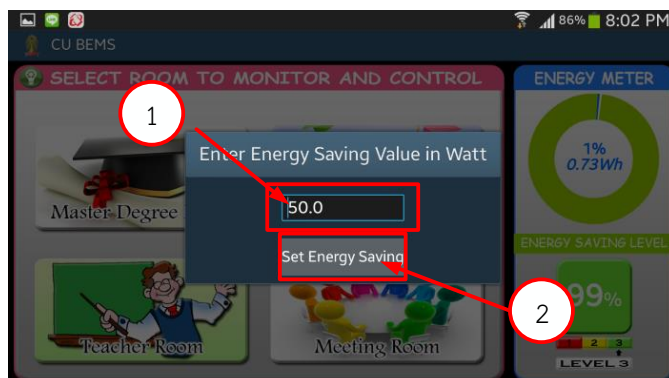 86% 8:02 PM
CU BEMS
SELECT ROOM TO MONITOR AND CONTROL
ENERGY METER
1
Enter Energy Saving Value in Watt
1%
0.73Wh
Master Degree
50.0
Set Energy Saving
ENERGY SAVING LEVEL
99%
2
Teacher Room
Meeting Room
2 3
LEVEL 3